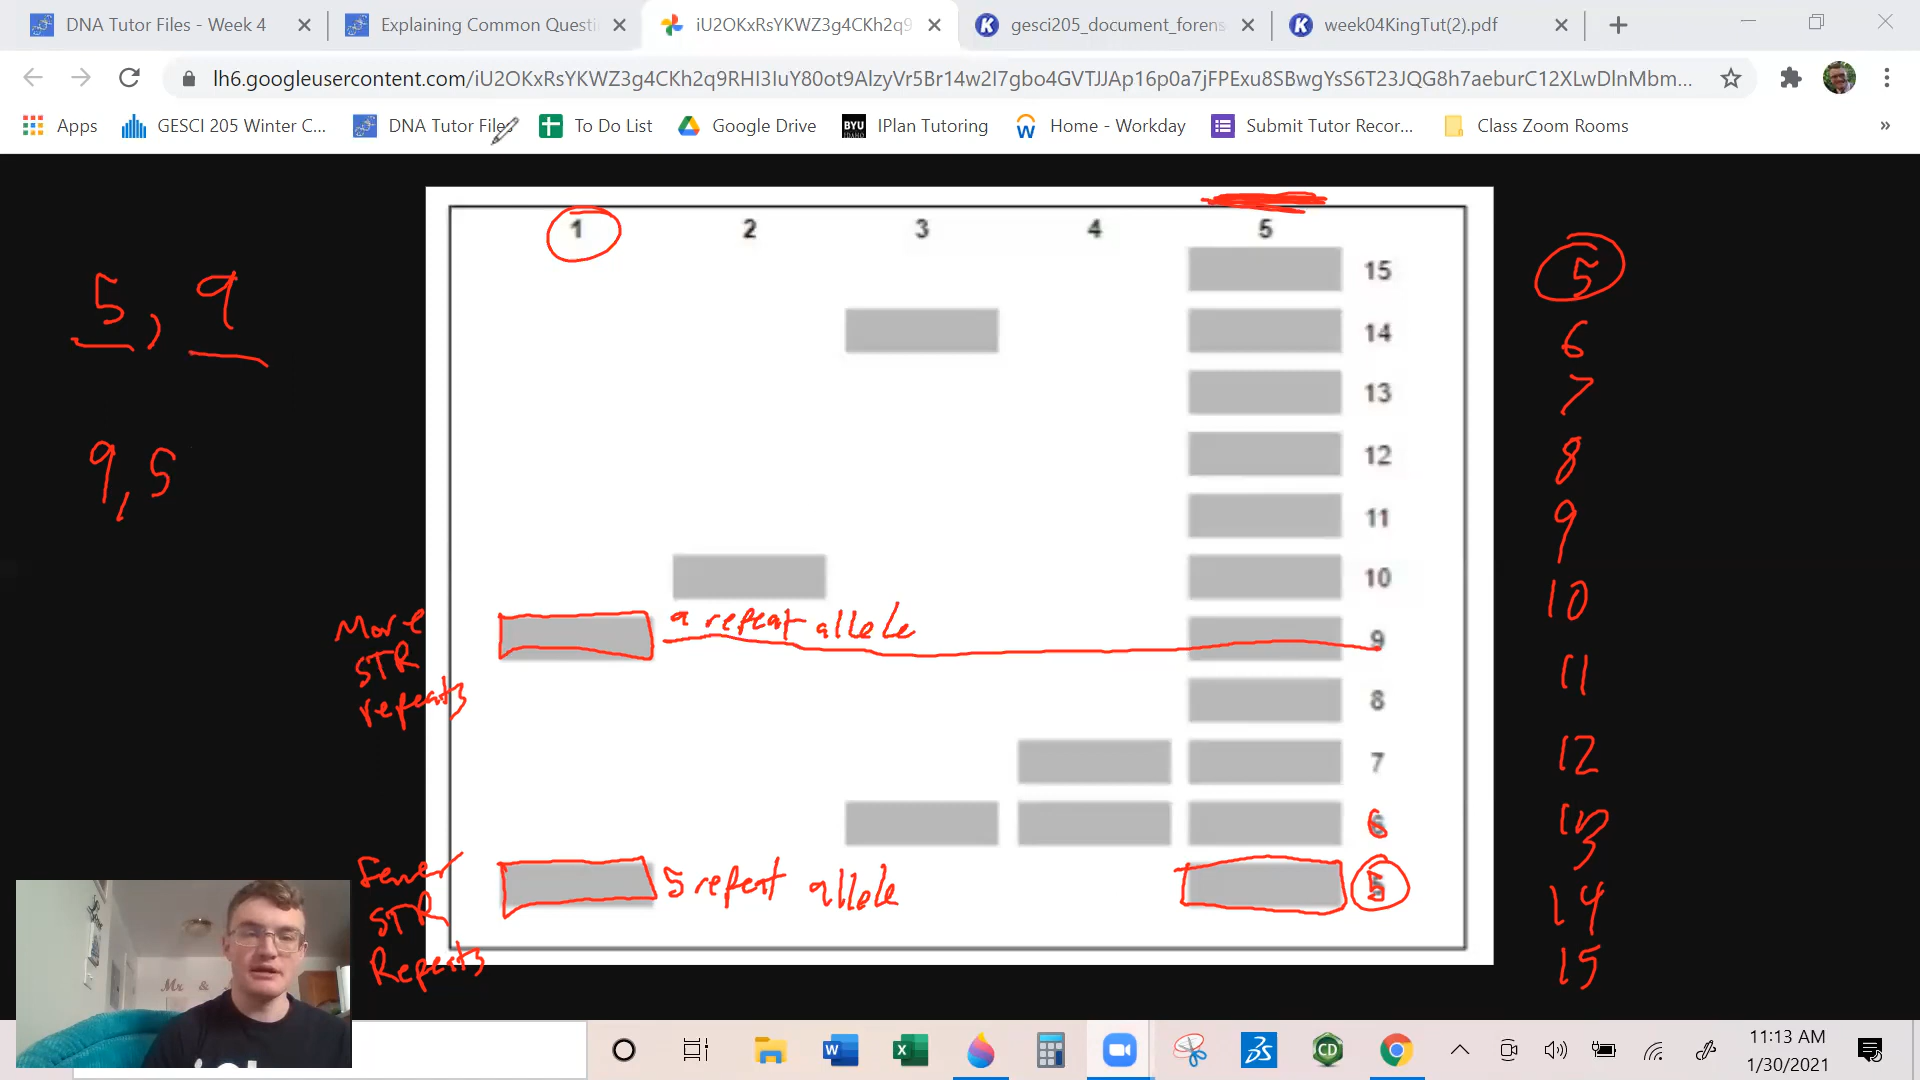 DNA Tutor Files - Week 4
Explaining Common Questi
iU2OKxRsYKWZ3g4CKh2q9
gesci205_document_forens
week04KingTut(2).pdf
lh6.googleusercontent.com/iU2OKxRsYKWZ3g4CKh2q9RHI3IuY80ot9AlzyVr5Br14w2I7gbo4GVTJJAp16p0a7jFPExu8SBwgYsS6T23JQG8h7aeburC12XLwDlnMbm...
Apps
GESCI 205 Winter C...
DNA Tutor Files
To Do List
Google Drive
BYU IDAHO
IPlan Tutoring
Home - Workday
Submit Tutor Recor...
Class Zoom Rooms
»
1 2 3 4 5
15
14
13
12
11
10
9
8
7
6
5
5, 9
9, 5
More
STR
repeats
9 repeat allele
Fewer
STR
Repeats
5 repeat allele
5
6
7
8
9
10
11
12
13
14
15
Mr &
11:13 AM
1/30/2021